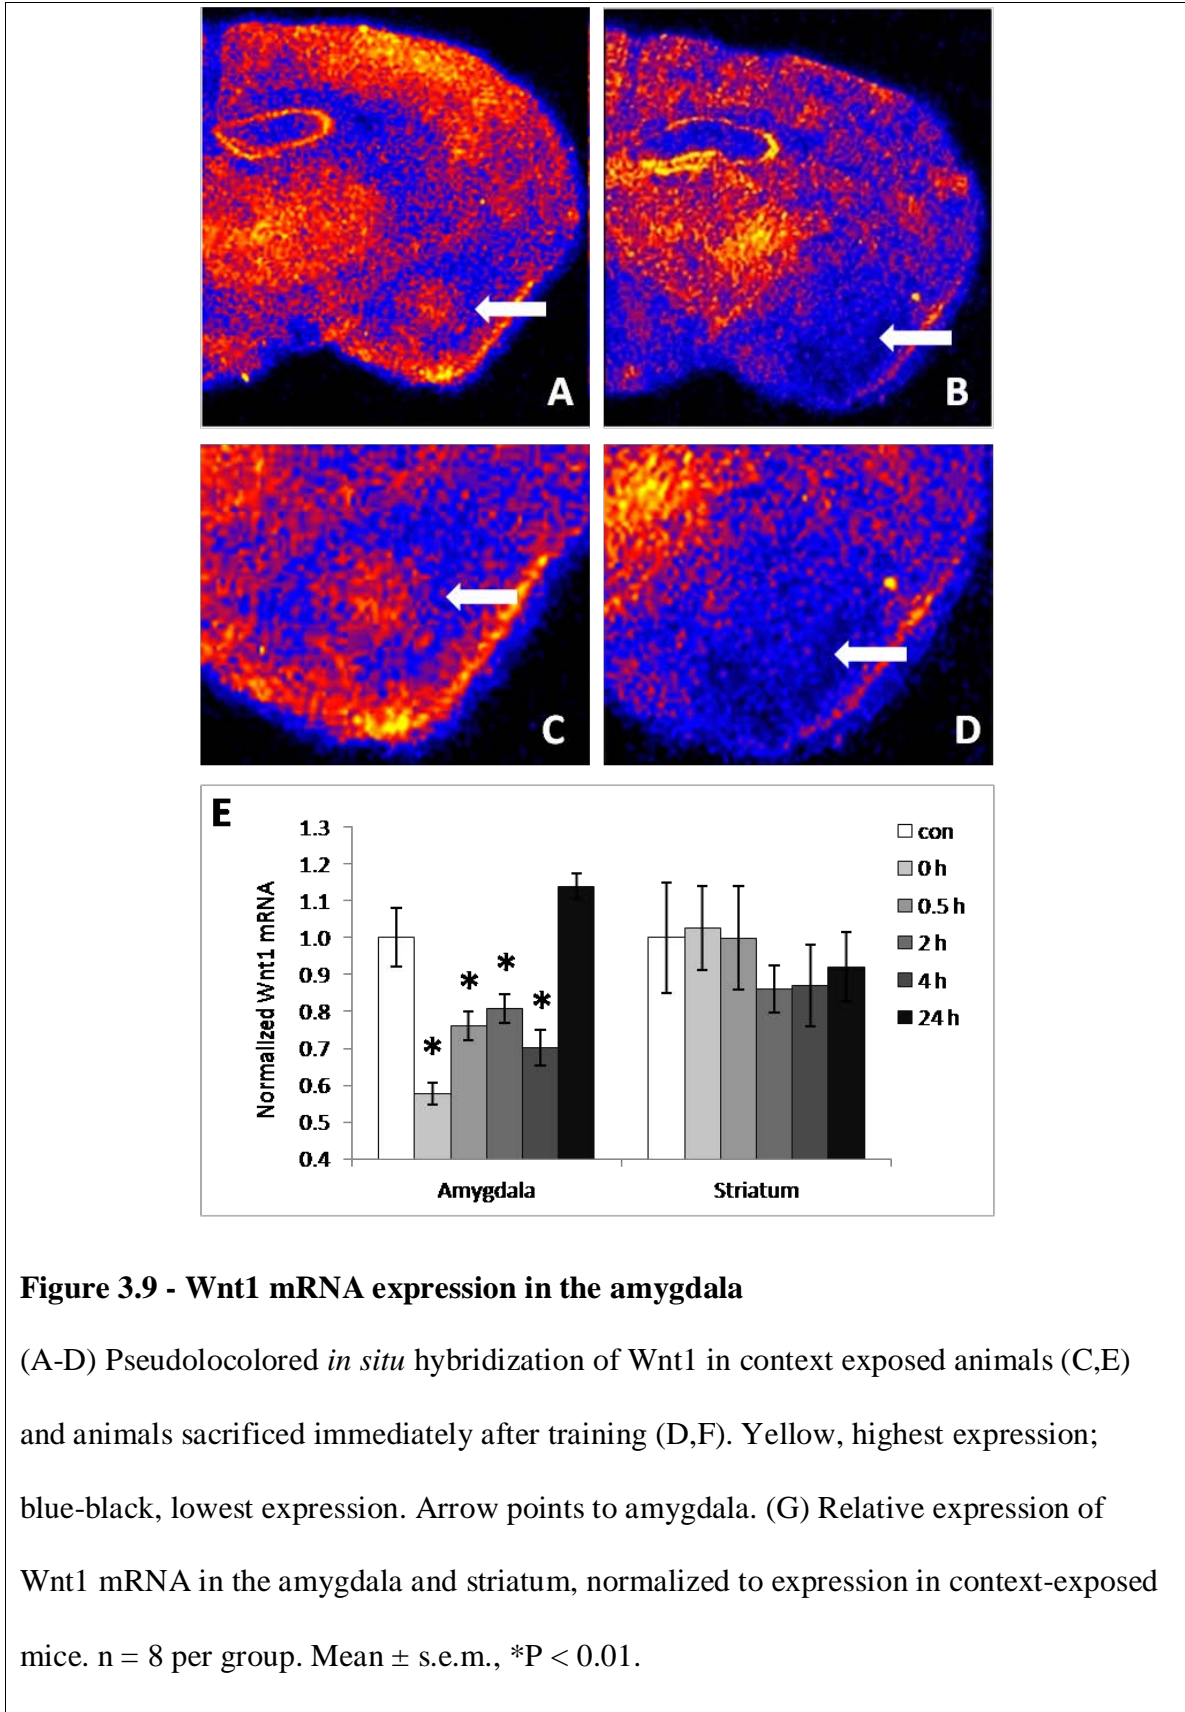 A
B
C
D
E
1.3
1.2
1.1
1.0
0.9
0.8
0.7
0.6
0.5
0.4
Normalized Wnt1 mRNA
*
*
*
*
Amygdala
Striatum
con
0 h
0.5 h
2 h
4 h
24 h
Figure 3.9 - Wnt1 mRNA expression in the amygdala
(A-D) Pseudolocolored in situ hybridization of Wnt1 in context exposed animals (C,E)
and animals sacrificed immediately after training (D,F). Yellow, highest expression;
blue-black, lowest expression. Arrow points to amygdala. (G) Relative expression of
Wnt1 mRNA in the amygdala and striatum, normalized to expression in context-exposed
mice. n = 8 per group. Mean ± s.e.m., *P < 0.01.